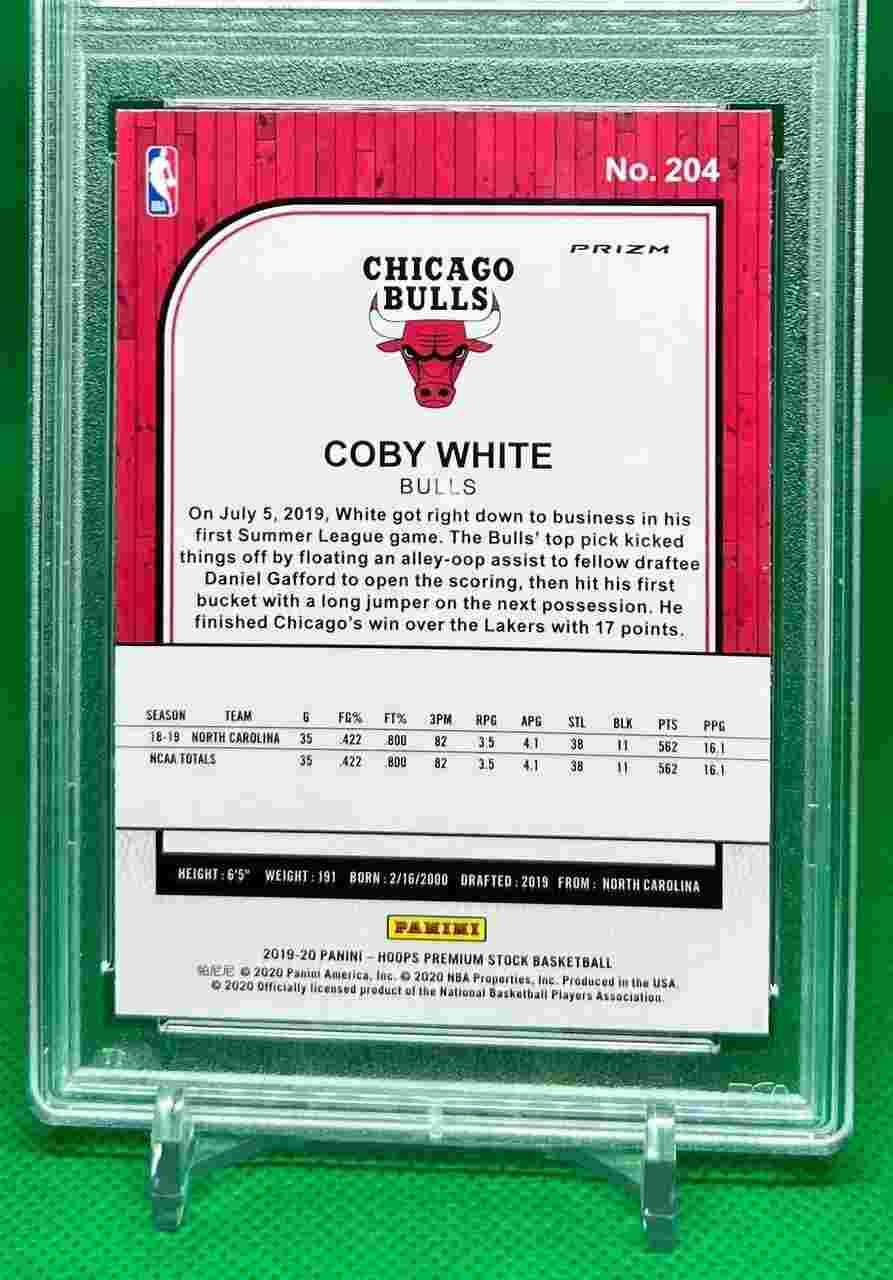 NBA
No. 204
PRIZM
CHICAGO
BULLS
COBY WHITE
BULLS
On July 5, 2019, White got right down to business in his
first Summer League game. The Bulls' top pick kicked
things off by floating an alley-oop assist to fellow draftee
Daniel Gafford to open the scoring, then hit his first
bucket with a long jumper on the next possession. He
finished Chicago's win over the Lakers with 17 points.
SEASON TEAM G FG% FT% 3PM RPG APG STL BLK PTS PPG
18-19 NORTH CAROLINA 35 .422 .800 82 3.5 4.1 38 11 562 16.1
NCAA TOTALS 35 .422 .800 82 3.5 4.1 38 11 562 16.1
HEIGHT: 6'5" WEIGHT: 191 BORN: 2/16/2000 DRAFTED: 2019 FROM: NORTH CAROLINA
PANINI
2019-20 PANINI – HOOPS PREMIUM STOCK BASKETBALL
帕尼尼 © 2020 Panini America, Inc. © 2020 NBA Properties, Inc. Produced in the USA.
© 2020 Officially licensed product of the National Basketball Players Association.
PSA